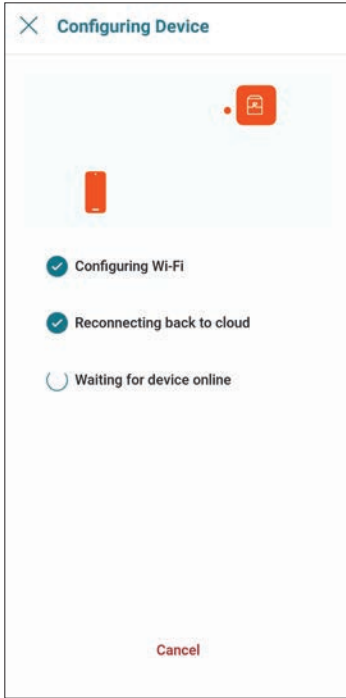 Configuring Device
Configuring Wi-Fi
Reconnecting back to cloud
Waiting for device online
Cancel